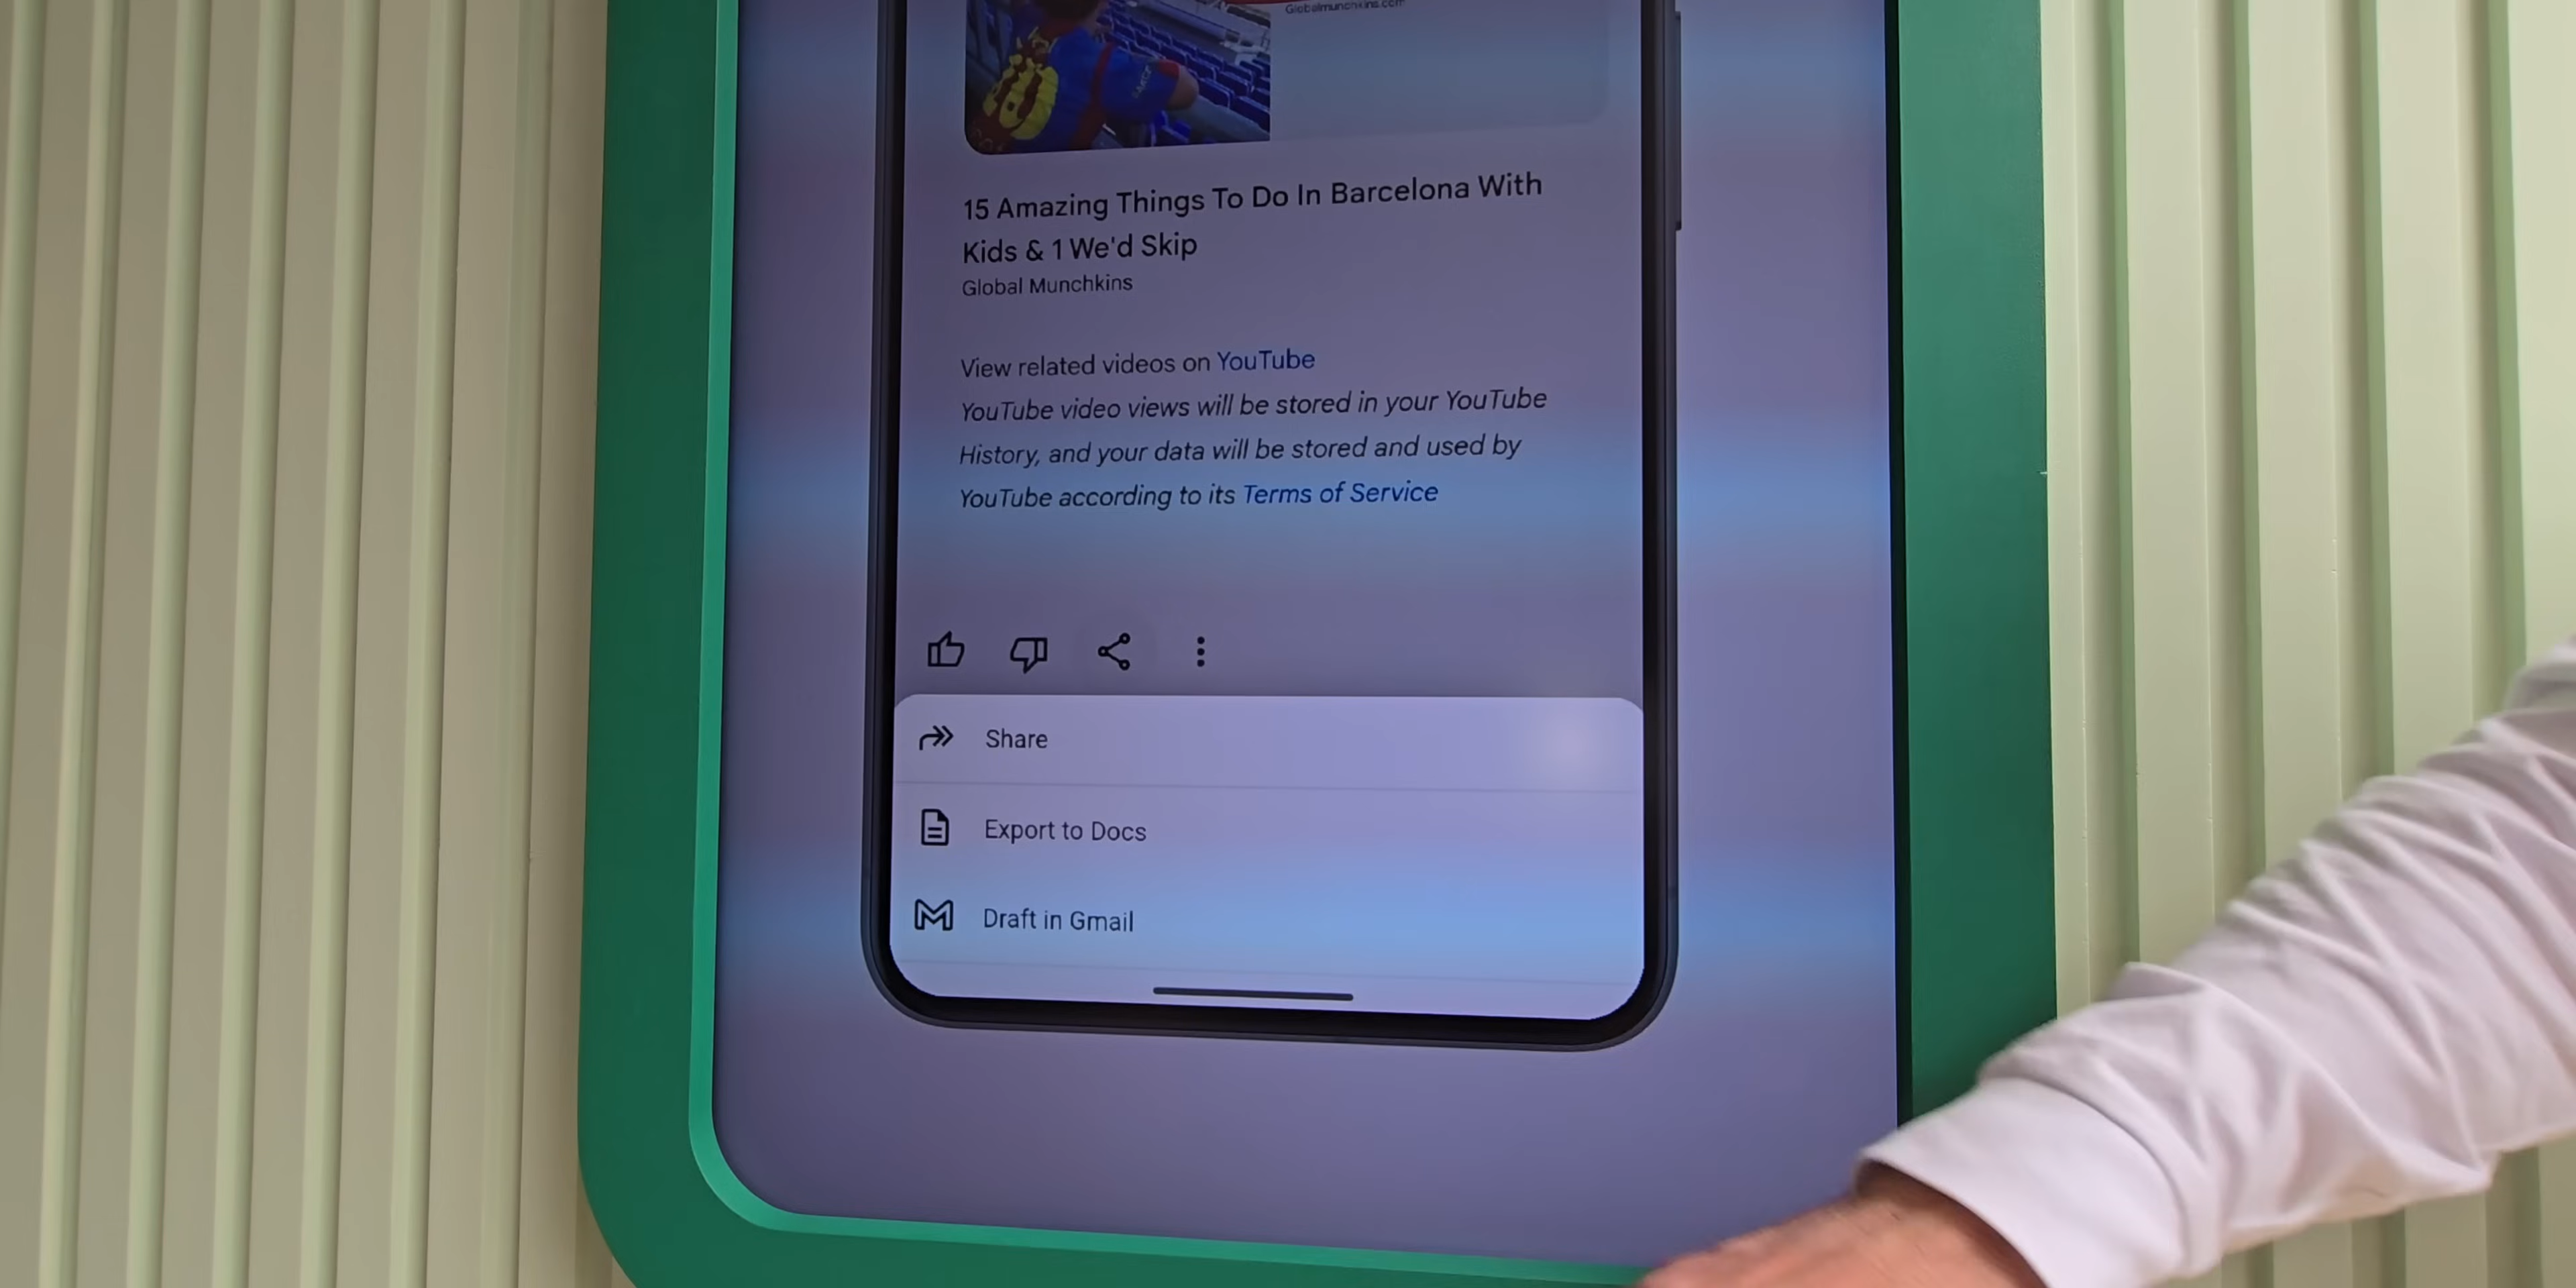 Globalmunchkins.com
15 Amazing Things To Do In Barcelona With
Kids & 1 We'd Skip
Global Munchkins
View related videos on YouTube
YouTube video views will be stored in your YouTube
History, and your data will be stored and used by
YouTube according to its Terms of Service
Share
Export to Docs
Draft in Gmail